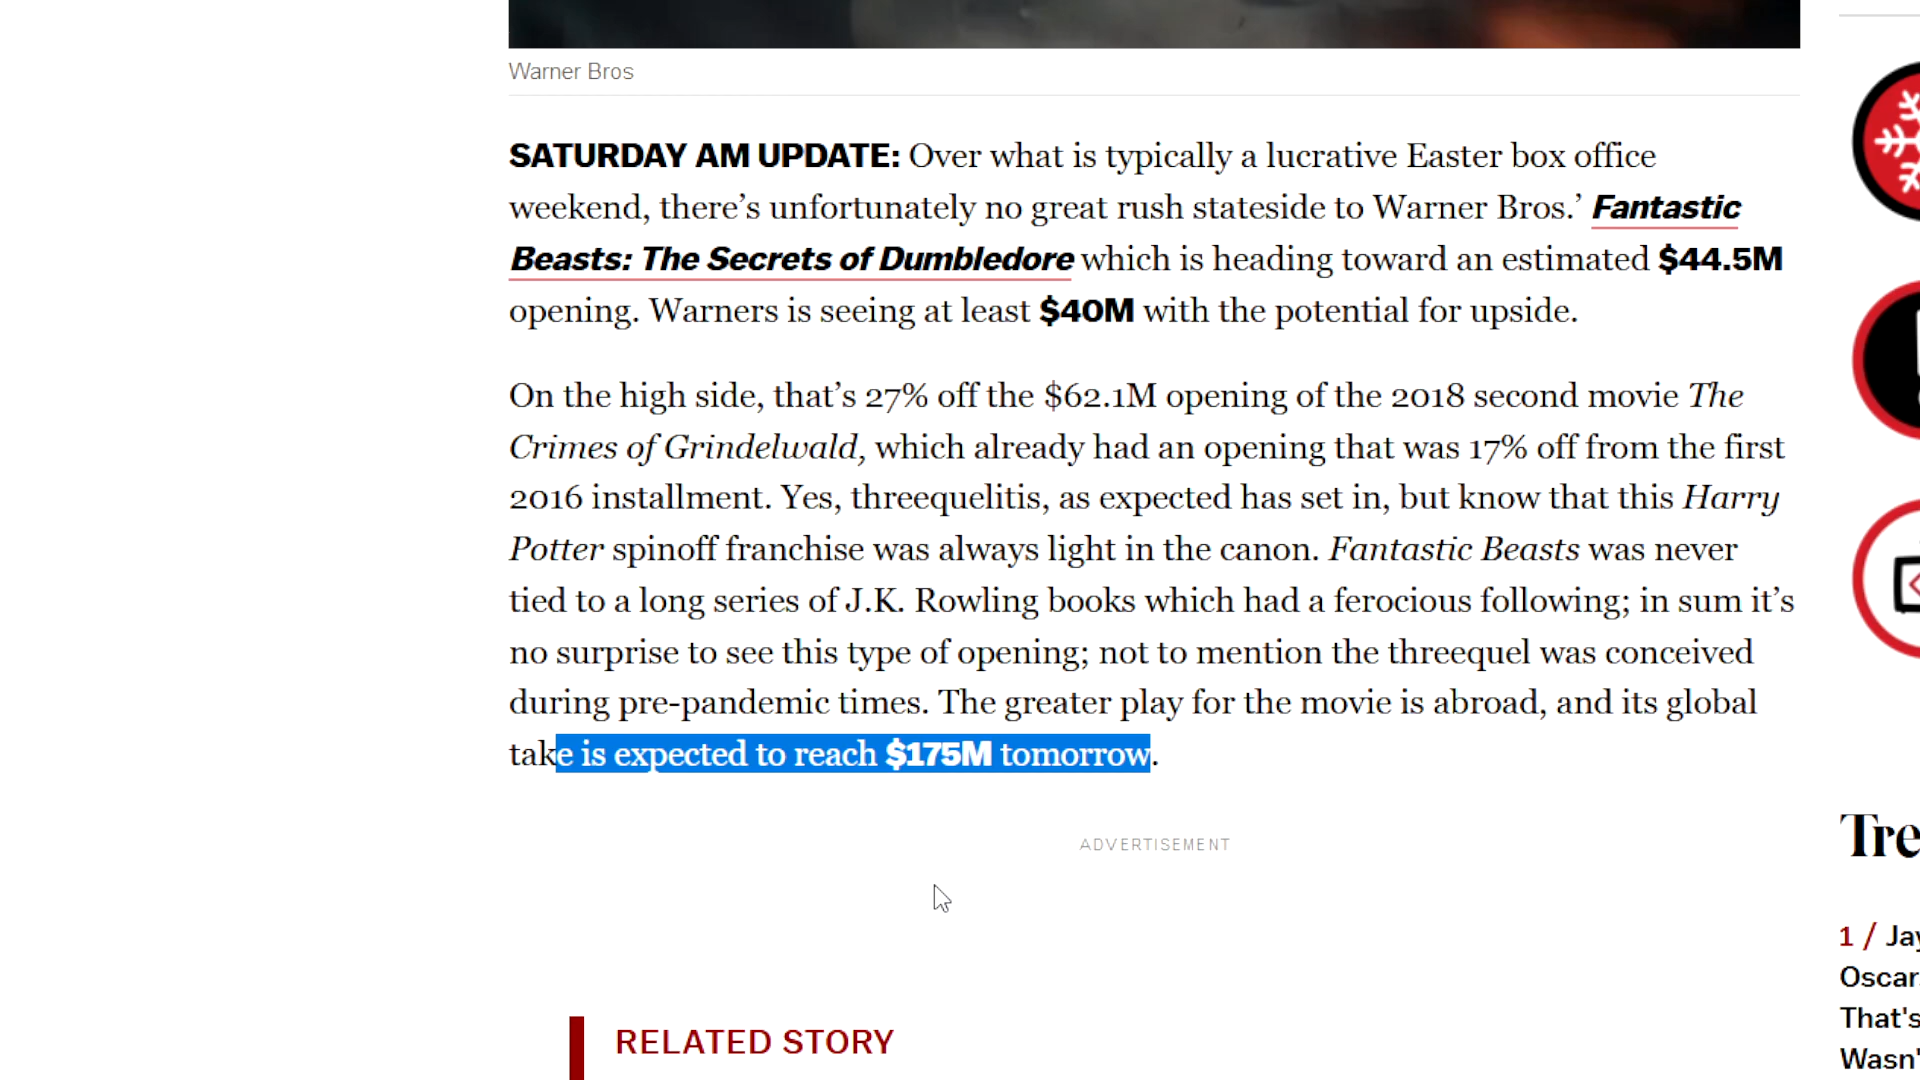 Warner Bros
SATURDAY AM UPDATE: Over what is typically a lucrative Easter box office
weekend, there’s unfortunately no great rush stateside to Warner Bros.’ Fantastic
Beasts: The Secrets of Dumbledore which is heading toward an estimated $44.5M
opening. Warners is seeing at least $40M with the potential for upside.
On the high side, that’s 27% off the $62.1M opening of the 2018 second movie The
Crimes of Grindelwald, which already had an opening that was 17% off from the first
2016 installment. Yes, threequelitis, as expected has set in, but know that this Harry
Potter spinoff franchise was always light in the canon. Fantastic Beasts was never
tied to a long series of J.K. Rowling books which had a ferocious following; in sum it’s
no surprise to see this type of opening; not to mention the threequel was conceived
during pre-pandemic times. The greater play for the movie is abroad, and its global
take is expected to reach $175M tomorrow.
ADVERTISEMENT
RELATED STORY
Tre
1 / Jay
Oscar
That's
Wasn'